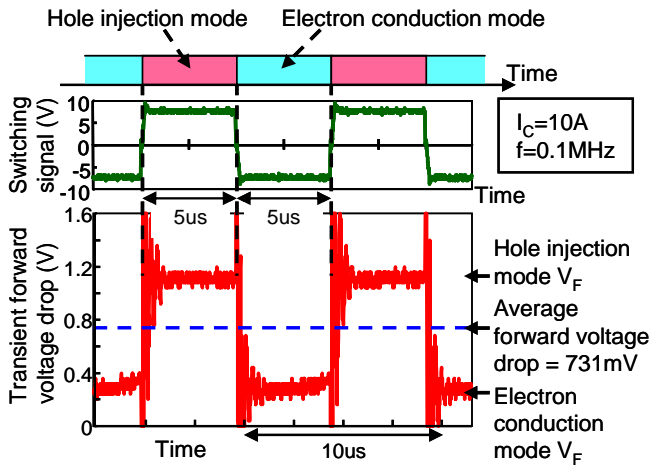 Hole injection mode
Electron conduction mode
Time
Switching
signal (V)
10
5
0
-5
-10
I_C=10A
f=0.1MHz
Time
5us
5us
Transient forward
voltage drop (V)
1.6
1.2
0.8
0.4
0
Hole injection
mode V_F
Average
forward voltage
drop = 731mV
Electron
conduction
mode V_F
Time
10us